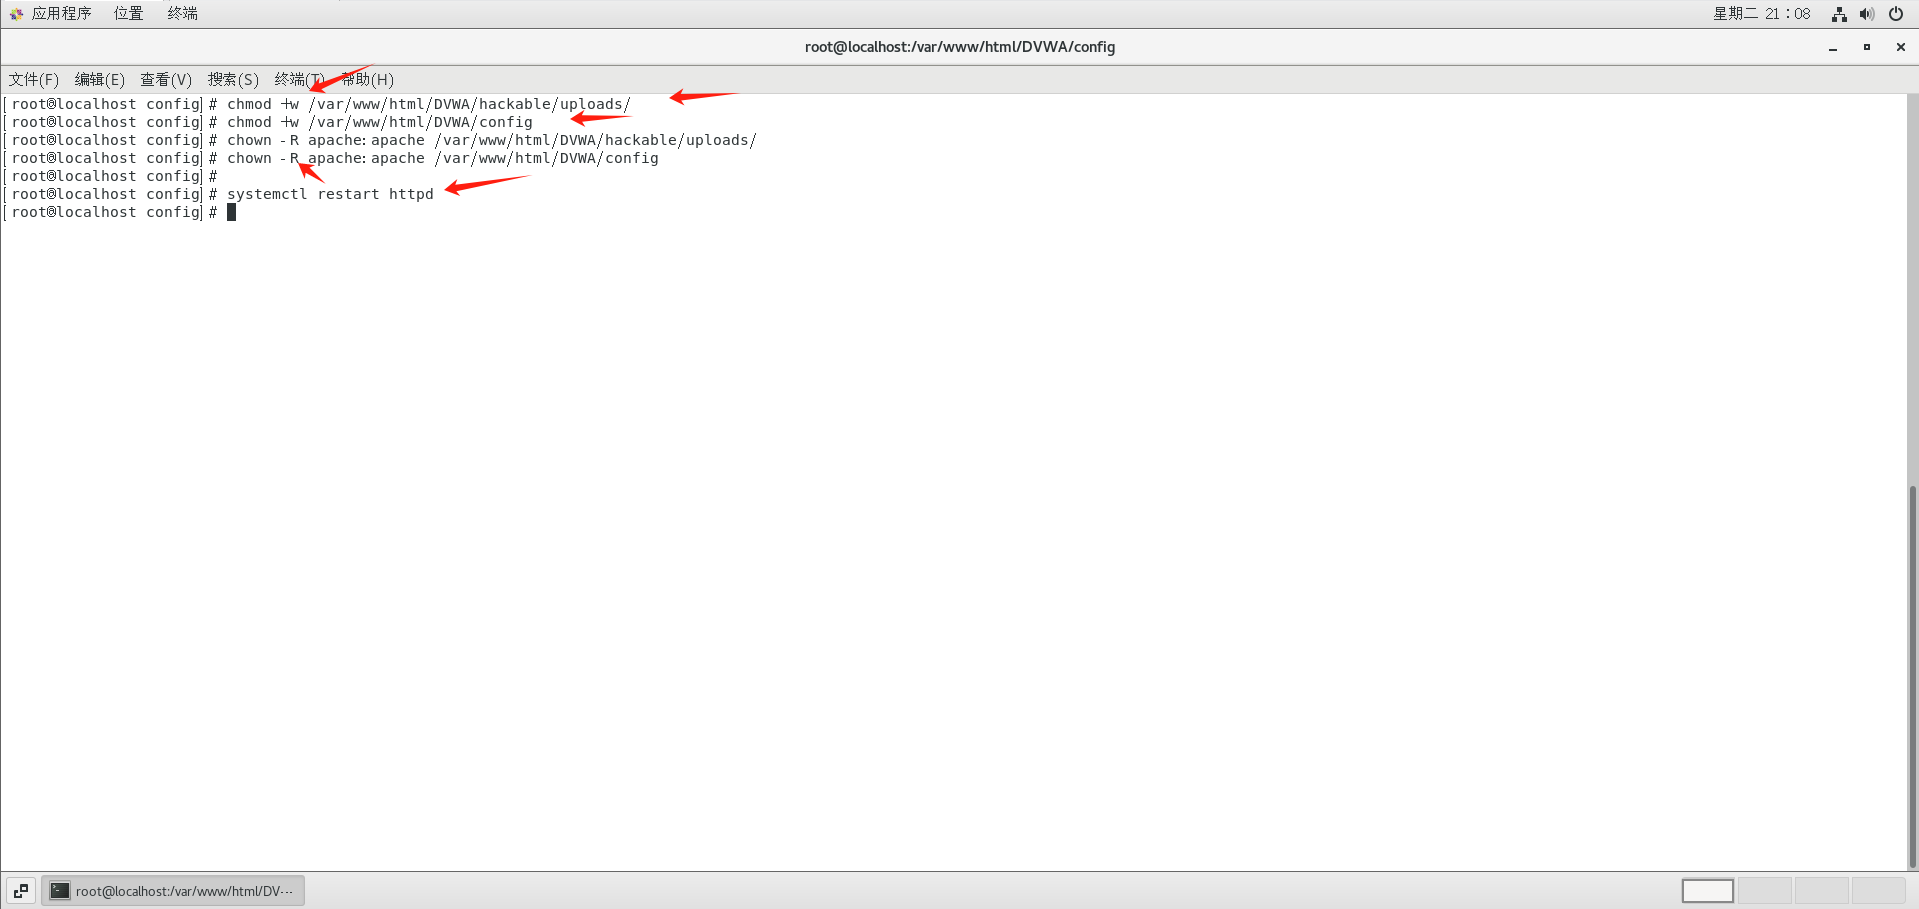 应用程序 位置 终端 星期二 21：08
root@localhost:/var/www/html/DVWA/config
文件(F) 编辑(E) 查看(V) 搜索(S) 终端(T) 帮助(H)
[root@localhost config]# chmod +w /var/www/html/DVWA/hackable/uploads/
[root@localhost config]# chmod +w /var/www/html/DVWA/config
[root@localhost config]# chown -R apache:apache /var/www/html/DVWA/hackable/uploads/
[root@localhost config]# chown -R apache:apache /var/www/html/DVWA/config
[root@localhost config]#
[root@localhost config]# systemctl restart httpd
[root@localhost config]#
root@localhost:/var/www/html/DV···